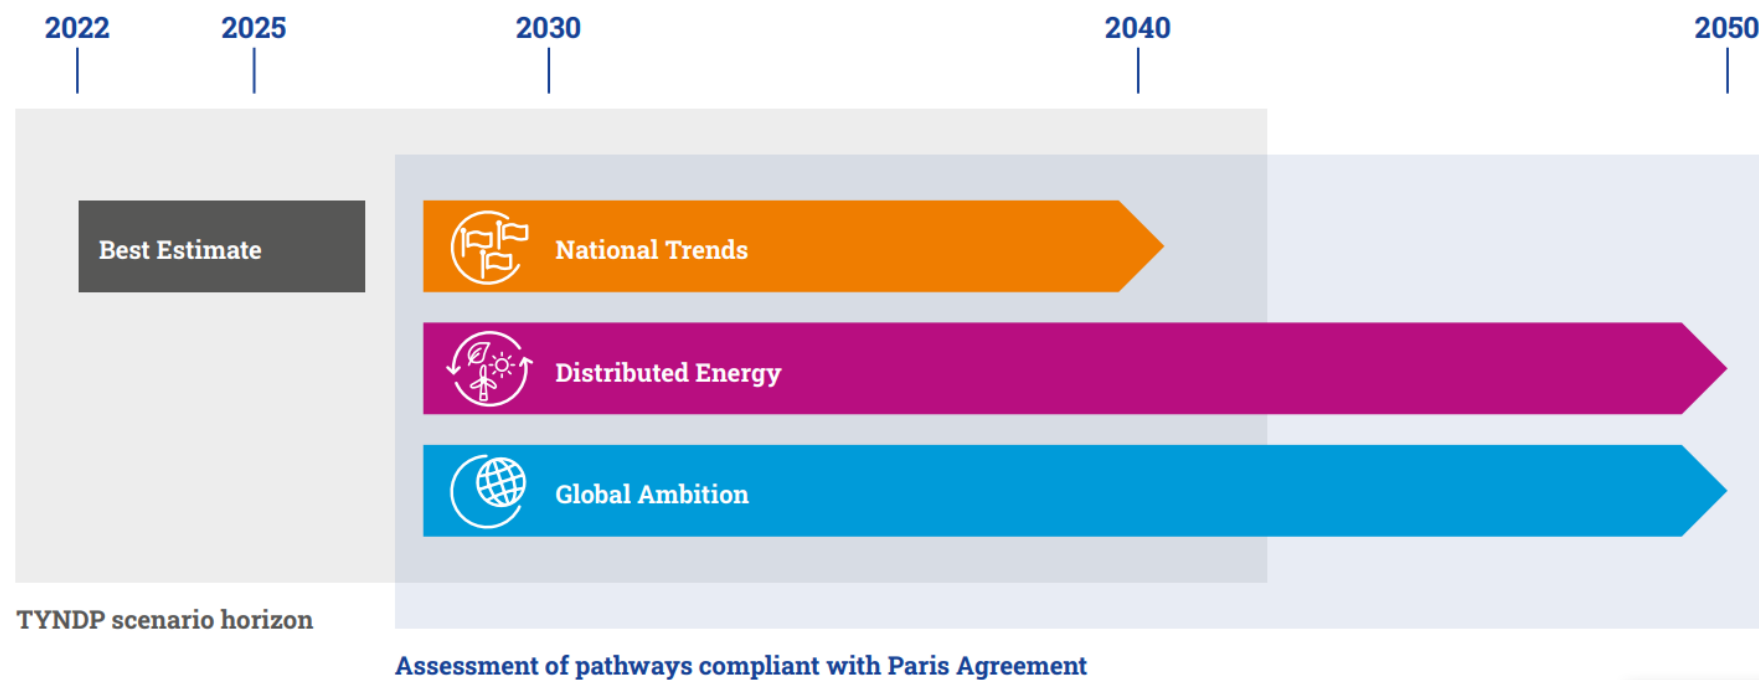 2022 2025 2030 2040 2050
Best Estimate
National Trends
Distributed Energy
Global Ambition
TYNDP scenario horizon
Assessment of pathways compliant with Paris Agreement